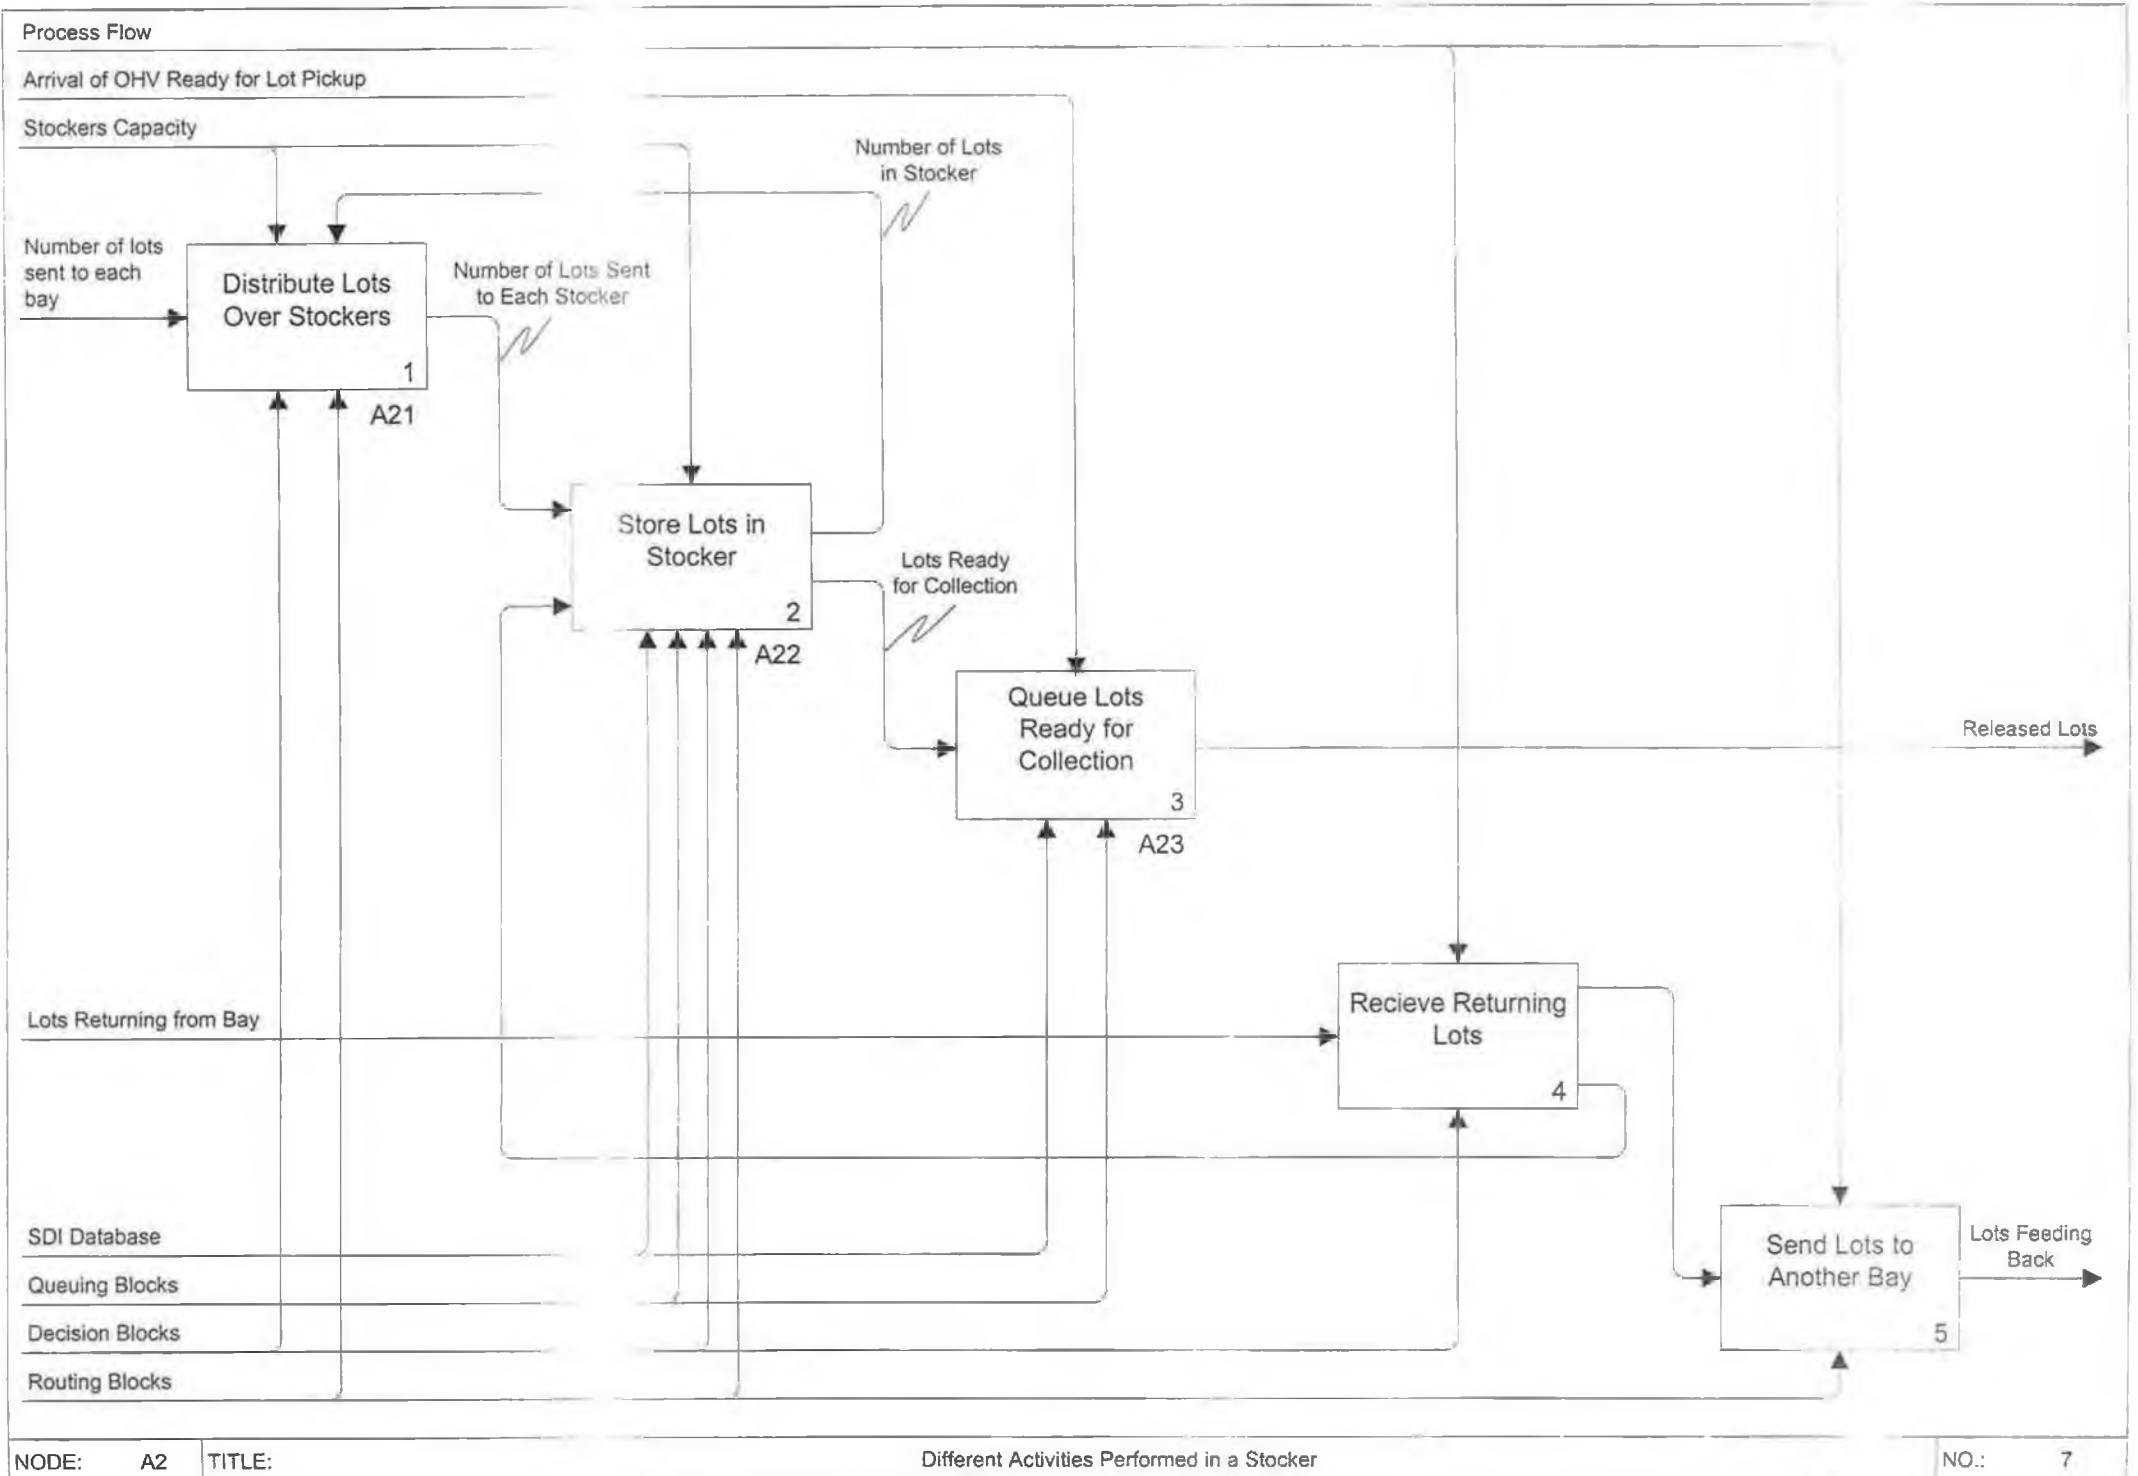 Process Flow
Arrival of OHV Ready for Lot Pickup
Stockers Capacity
Number of Lots
in Stocker
Number of lots
sent to each
bay
Distribute Lots
Over Stockers
1
A21
Number of Lots Sent
to Each Stocker
Store Lots in
Stocker
2
A22
Lots Ready
for Collection
Queue Lots
Ready for
Collection
3
A23
Released Lots
Lots Returning from Bay
Recieve Returning
Lots
4
SDI Database
Queuing Blocks
Decision Blocks
Routing Blocks
Send Lots to
Another Bay
5
Lots Feeding
Back
NODE: A2 TITLE: Different Activities Performed in a Stocker NO.: 7